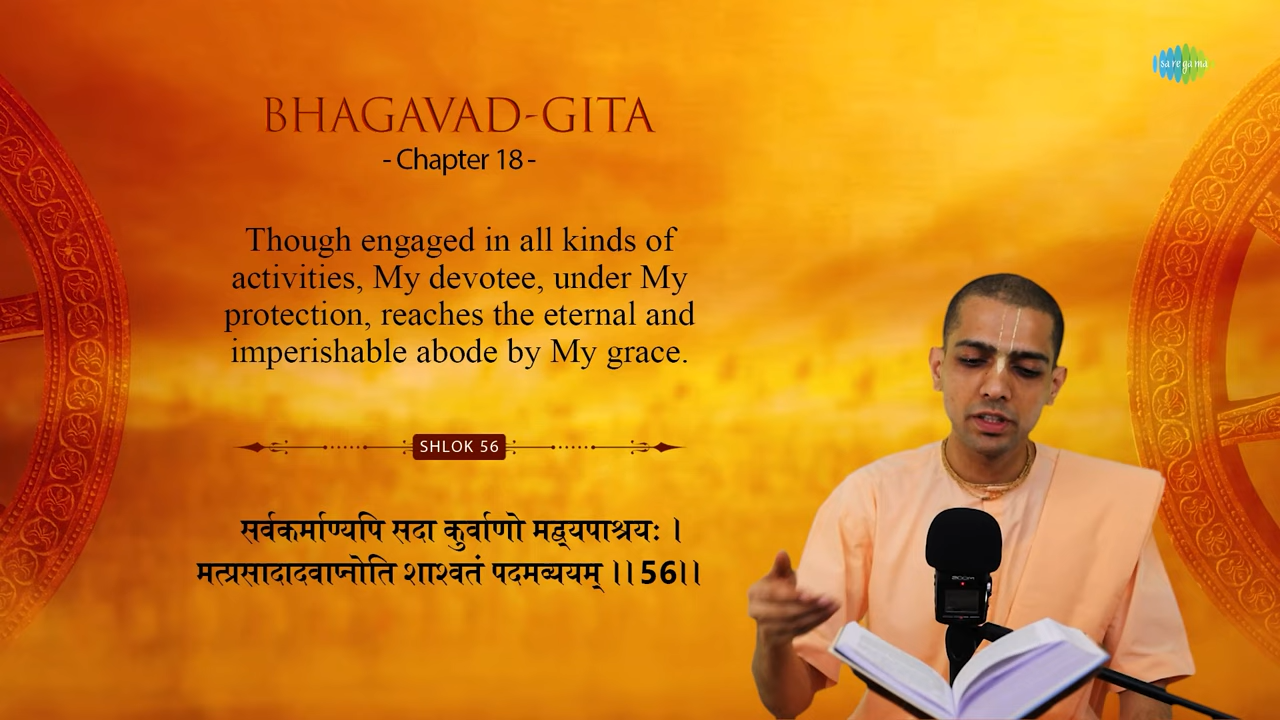 saregama
BHAGAVAD-GITA
- Chapter 18 -
Though engaged in all kinds of
activities, My devotee, under My
protection, reaches the eternal and
imperishable abode by My grace.
SHLOK 56
सर्वकर्माण्यपि सदा कुर्वाणो मद्व्यपाश्रयः ।
मत्प्रसादादवाप्नोति शाश्वतं पदमव्ययम् ।। 56।।
zoom